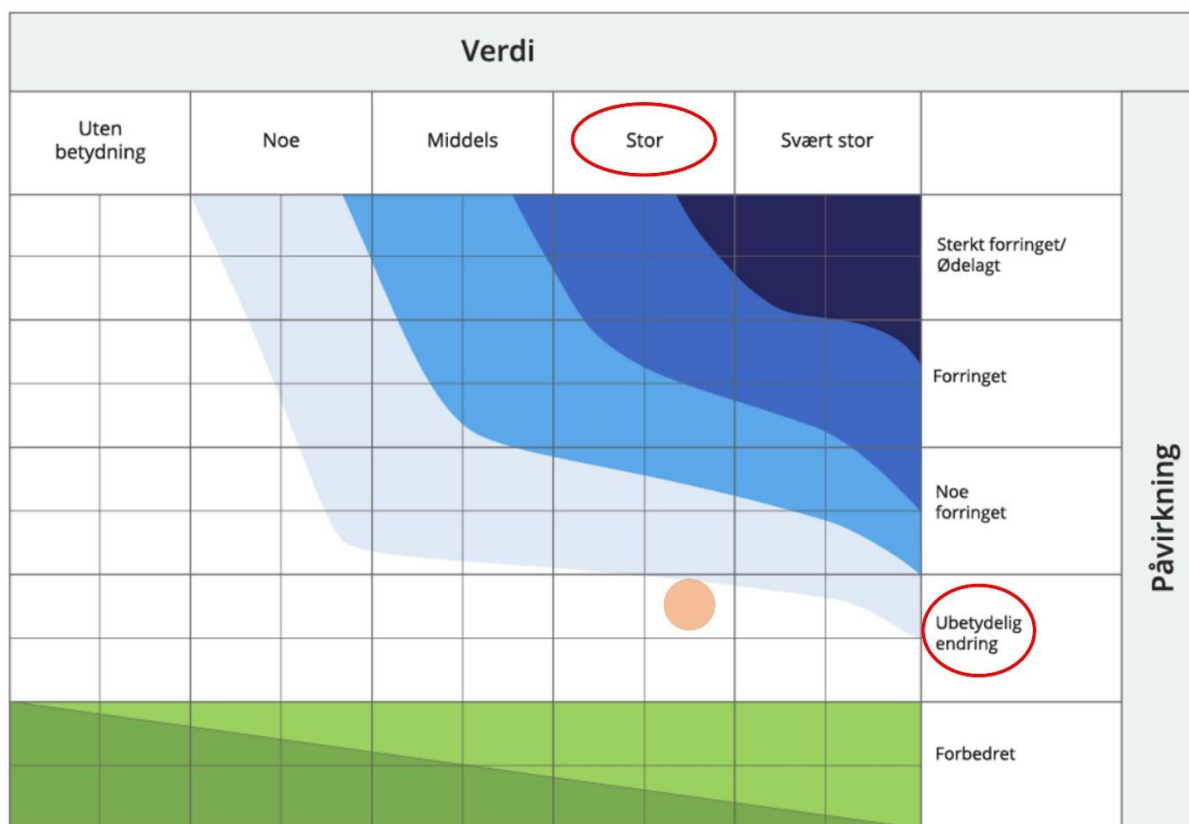 Verdi
Uten
betydning
Noe
Middels
Stor
Svært stor
Sterkt forringet/
Ødelagt
Forringet
Noe
forringet
Ubetydelig
endring
Forbedret
Påvirkning